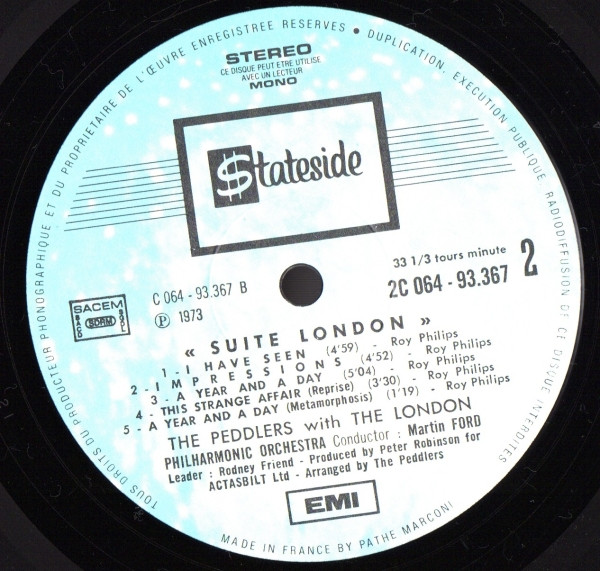 TOUS DROITS DU PRODUCTEUR PHONOGRAPHIQUE ET DU PROPRIETAIRE DE L'ŒUVRE ENREGISTREE RESERVES • DUPLICATION, EXECUTION PUBLIQUE, RADIODIFFUSION DE CE DISQUE INTERDITES
STEREO
CE DISQUE PEUT ETRE UTILISE
AVEC UN LECTEUR
MONO
$tateside
33 1/3 tours minute
C 064 - 93.367 B
2C 064 - 93.367
2
SACEM
SACD SDRM SGDL
Ⓟ 1973
« SUITE LONDON »
1 - I HAVE SEEN (4'59) - Roy Philips
2 - IMPRESSIONS (4'52) - Roy Philips
3 - A YEAR AND A DAY (5'04) - Roy Philips
4 - THIS STRANGE AFFAIR (Reprise) (3'30) - Roy Philips
5 - A YEAR AND A DAY (Metamorphosis) (1'19) - Roy Philips
THE PEDDLERS with THE LONDON
PHILHARMONIC ORCHESTRA Conductor : Martin FORD
Leader : Rodney Friend - Produced by Peter Robinson for
ACTASBILT Ltd - Arranged by The Peddlers
EMI
MADE IN FRANCE BY PATHE MARCONI